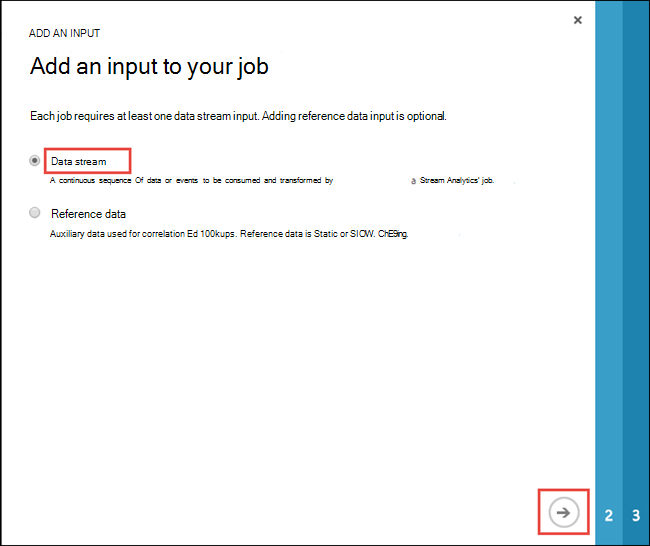 ADD AN INPUT
Add an input to your job
Each job requires at least one data stream input. Adding reference data input is optional.
Data stream
A continuous sequence Of data or events to be consumed and transformed by a Stream Analytics' job.
Reference data
Auxiliary data used for correlation Ed 100kups. Reference data is Static or SIOW. ChE9ing.
2 3